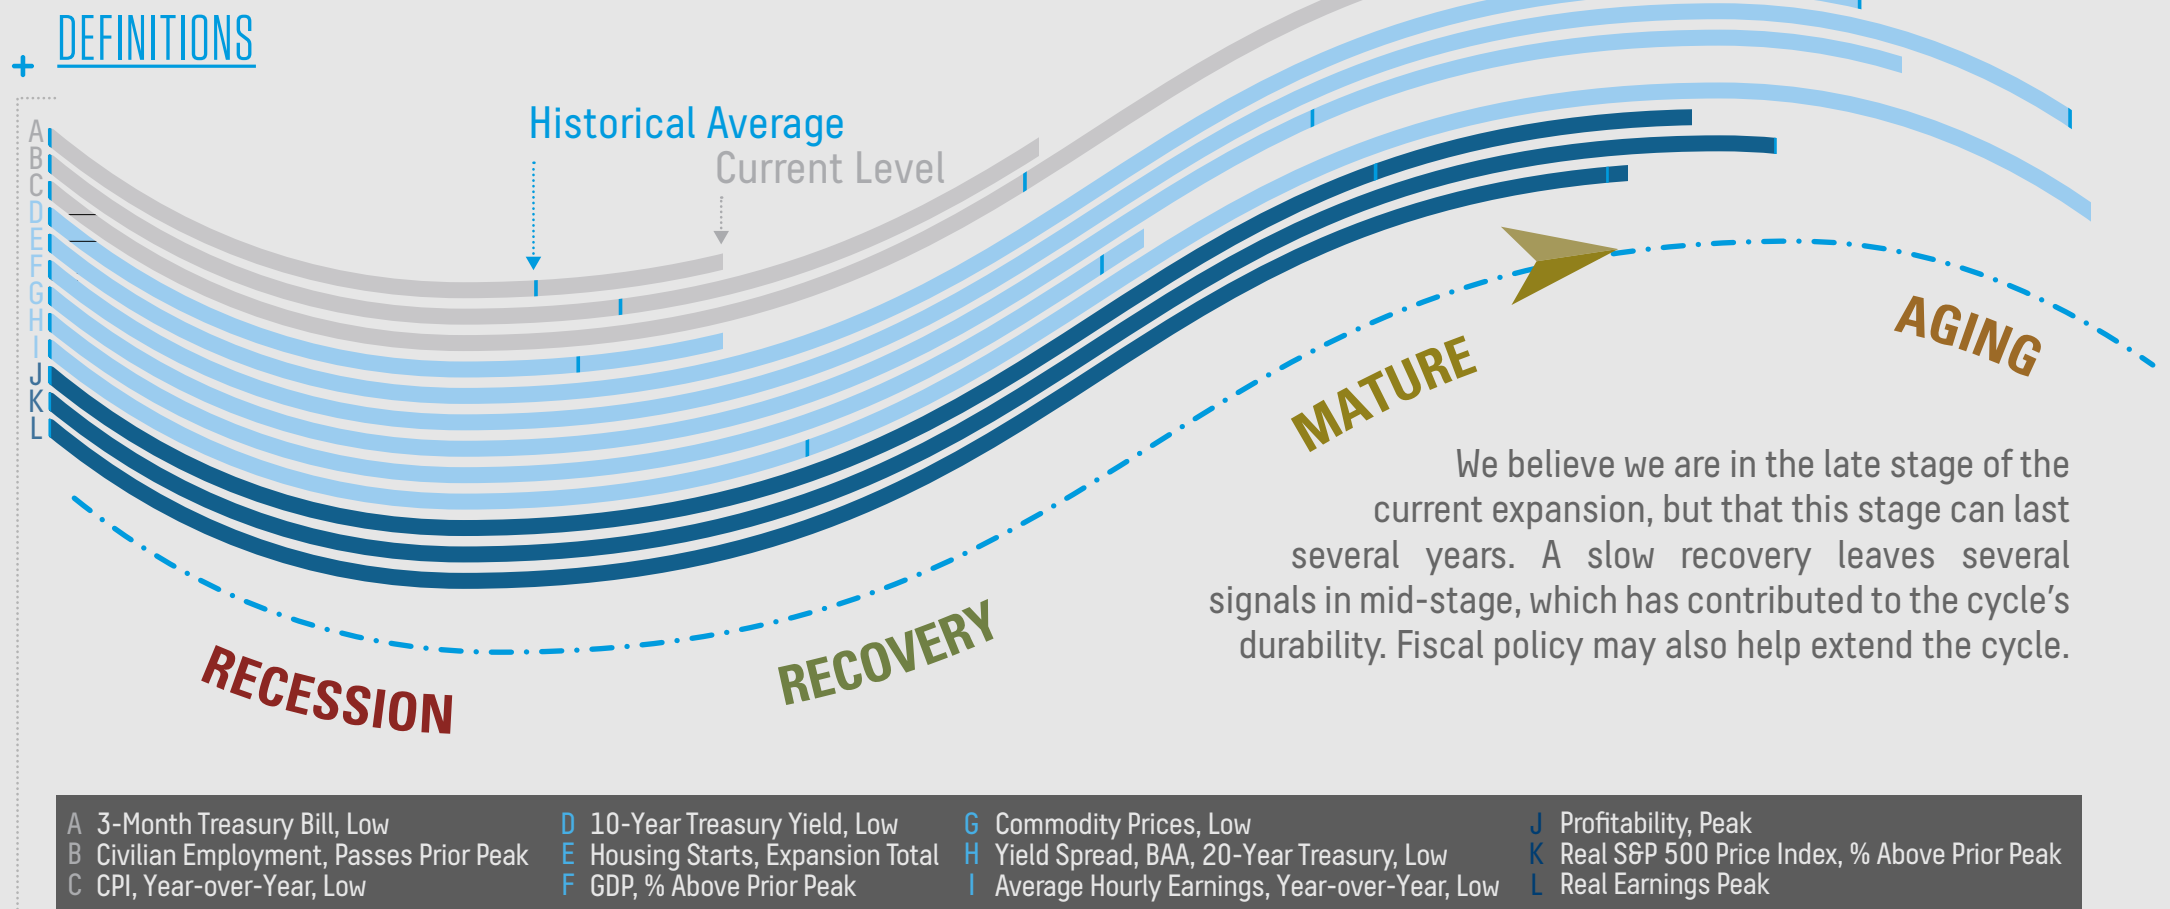 DEFINITIONS
+
Historical Average
Current Level
A
B
C
D
E
F
G
H
I
J
K
L
RECESSION
RECOVERY
MATURE
AGING
We believe we are in the late stage of the
current expansion, but that this stage can last
several years. A slow recovery leaves several
signals in mid-stage, which has contributed to the cycle's
durability. Fiscal policy may also help extend the cycle.
A 3-Month Treasury Bill, Low
B Civilian Employment, Passes Prior Peak
C CPI, Year-over-Year, Low
D 10-Year Treasury Yield, Low
E Housing Starts, Expansion Total
F GDP, % Above Prior Peak
G Commodity Prices, Low
H Yield Spread, BAA, 20-Year Treasury, Low
I Average Hourly Earnings, Year-over-Year, Low
J Profitability, Peak
K Real S&P 500 Price Index, % Above Prior Peak
L Real Earnings Peak